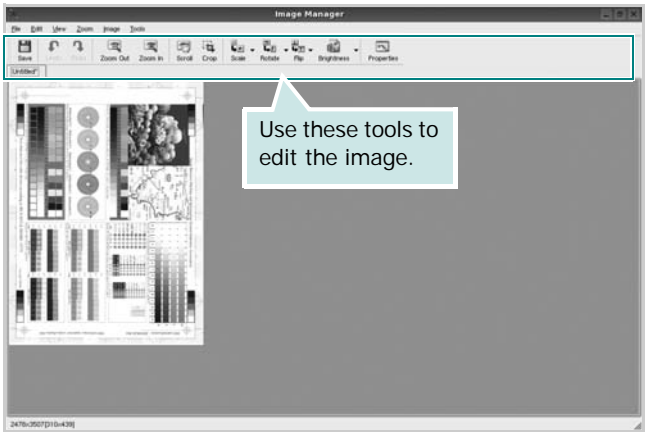 Image Manager
File Edit View Zoom Image Tools
Save Undo Redo Zoom Out Zoom In Scroll Crop Scale Rotate Flip Brightness Properties
Untitled*
Use these tools to
edit the image.
2478x3507[310x439]